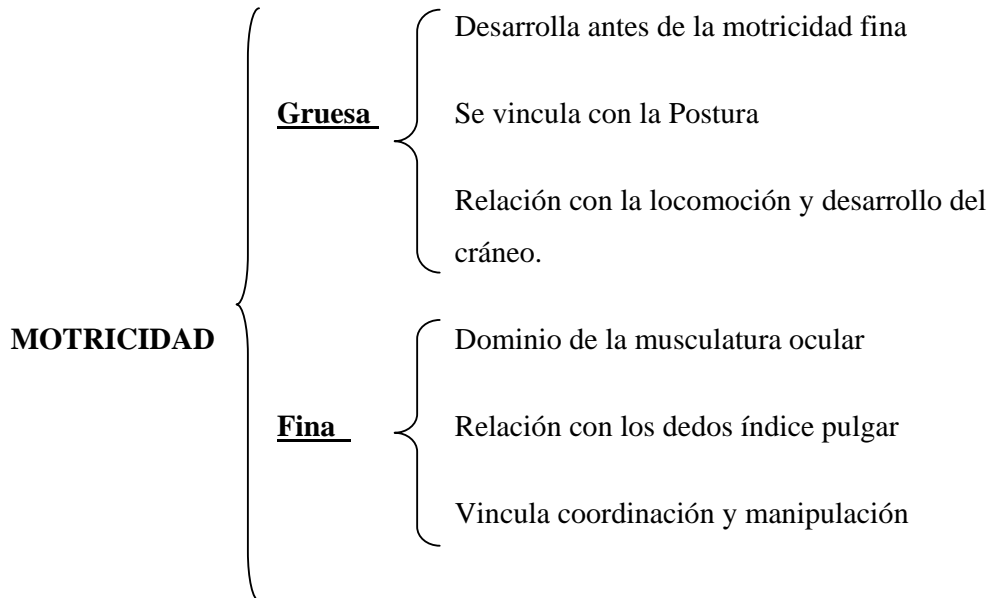 Desarrolla antes de la motricidad fina
Gruesa
Se vincula con la Postura
Relación con la locomoción y desarrollo del
cráneo.
MOTRICIDAD
Dominio de la musculatura ocular
Fina
Relación con los dedos índice pulgar
Vincula coordinación y manipulación